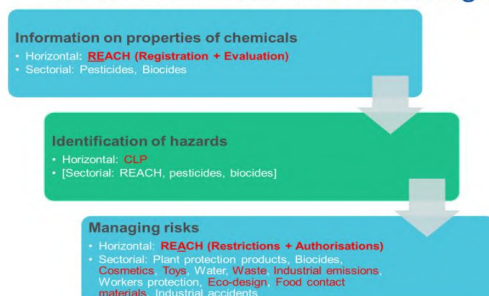 Information on properties of chemicals
• Horizontal: REACH (Registration + Evaluation)
• Sectorial: Pesticides, Biocides
Identification of hazards
• Horizontal: CLP
• [Sectorial: REACH, pesticides, biocides]
Managing risks
• Horizontal: REACH (Restrictions + Authorisations)
• Sectorial: Plant protection products, Biocides,
Cosmetics, Toys, Water, Waste, Industrial emissions,
Workers protection, Eco-design, Food contact
materials, Industrial accidents